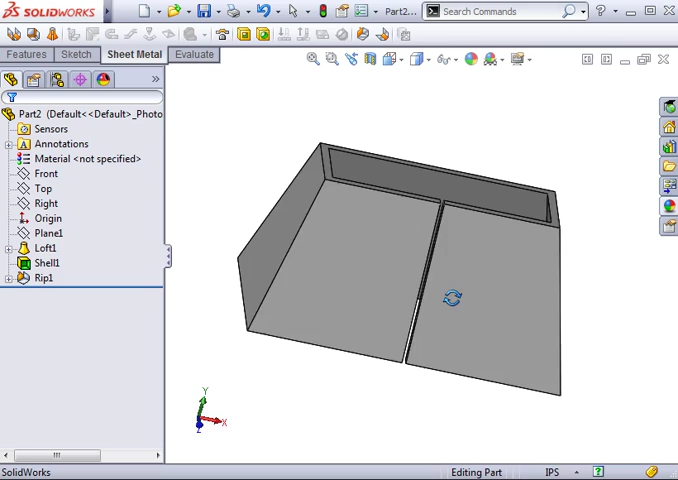 SOLIDWORKS
Part2...
Search Commands
?
Features
Sketch
Sheet Metal
Evaluate
»
Part2 (Default<<Default>_Photo
Sensors
A Annotations
Material <not specified>
Front
Top
Right
Origin
Plane1
Loft1
Shell1
Rip1
Y
X
Z
SolidWorks
Editing Part
IPS
?